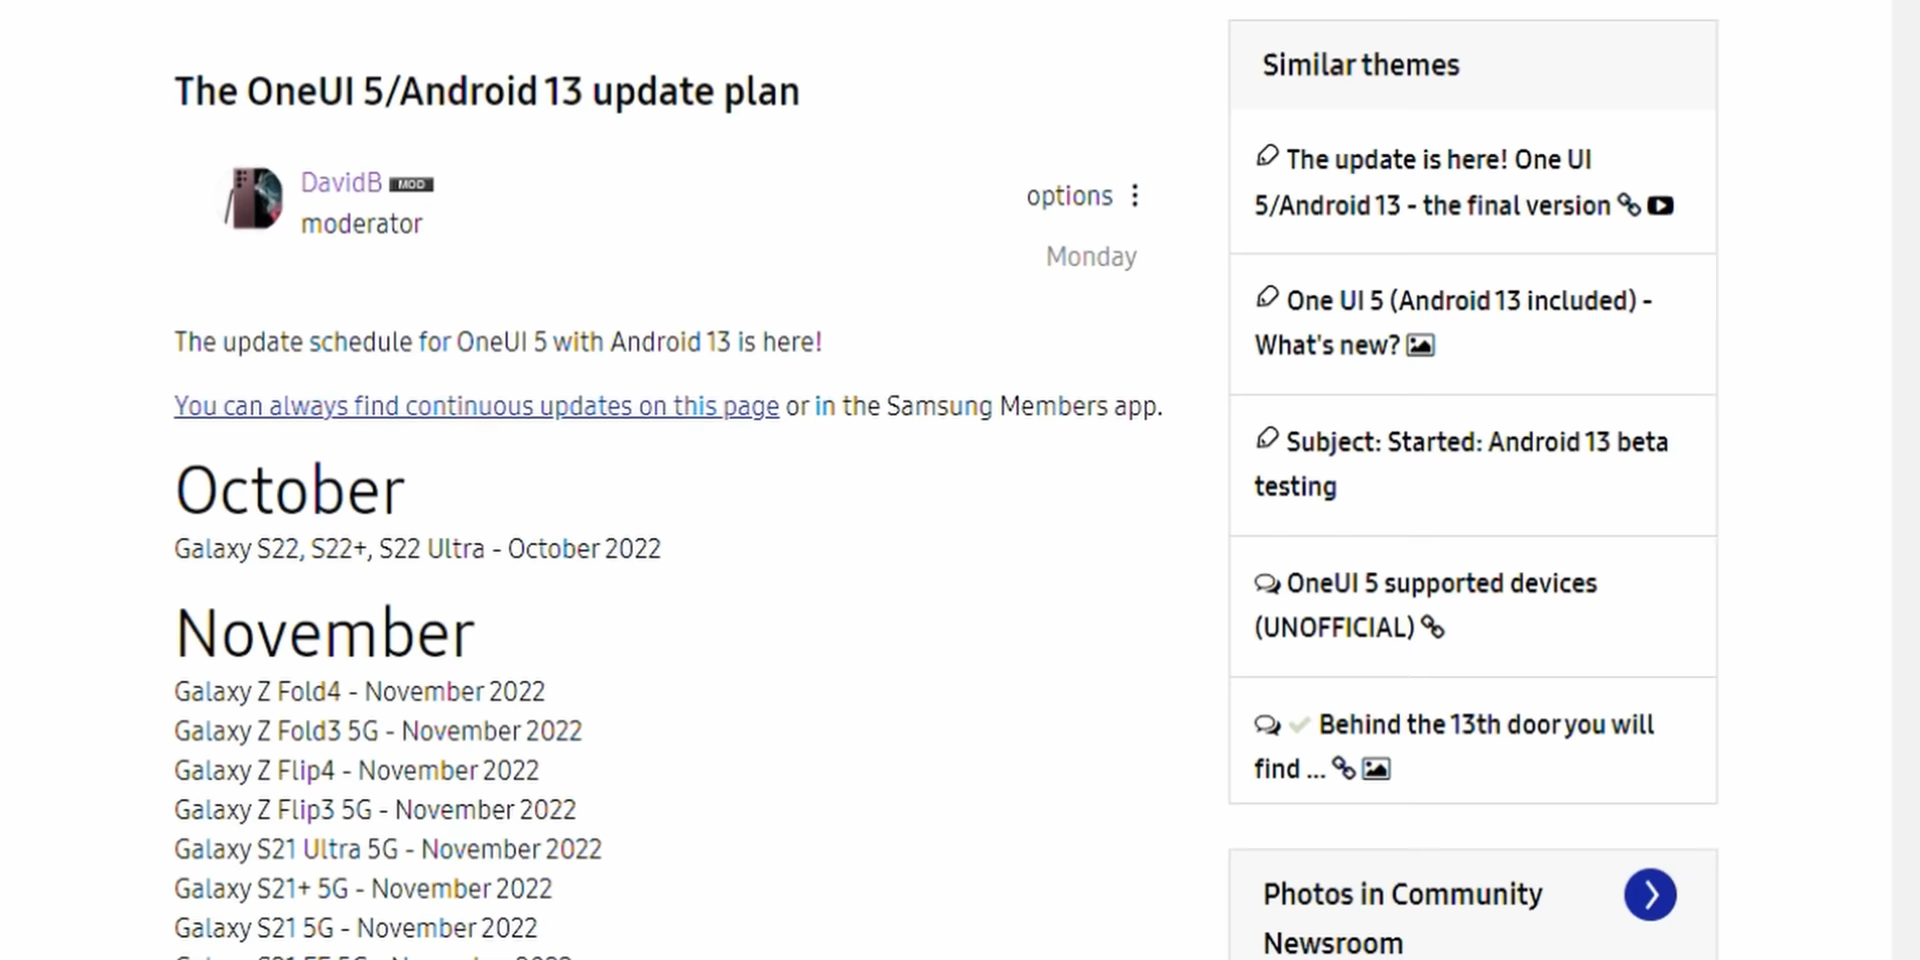 The OneUI 5/Android 13 update plan
DavidB MOD
moderator
options
Monday
The update schedule for OneUI 5 with Android 13 is here!
You can always find continuous updates on this page or in the Samsung Members app.
October
Galaxy S22, S22+, S22 Ultra - October 2022
November
Galaxy Z Fold4 - November 2022
Galaxy Z Fold3 5G - November 2022
Galaxy Z Flip4 - November 2022
Galaxy Z Flip3 5G - November 2022
Galaxy S21 Ultra 5G - November 2022
Galaxy S21+ 5G - November 2022
Galaxy S21 5G - November 2022
Similar themes
The update is here! One UI
5/Android 13 - the final version
One UI 5 (Android 13 included) -
What's new?
Subject: Started: Android 13 beta
testing
OneUI 5 supported devices
(UNOFFICIAL)
Behind the 13th door you will
find ...
Photos in Community
Newsroom